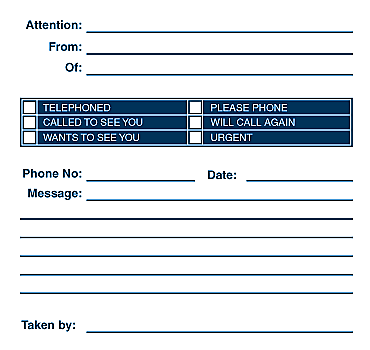 Attention:
From:
Of:
TELEPHONED PLEASE PHONE
CALLED TO SEE YOU WILL CALL AGAIN
WANTS TO SEE YOU URGENT
Phone No: Date:
Message:
Taken by: